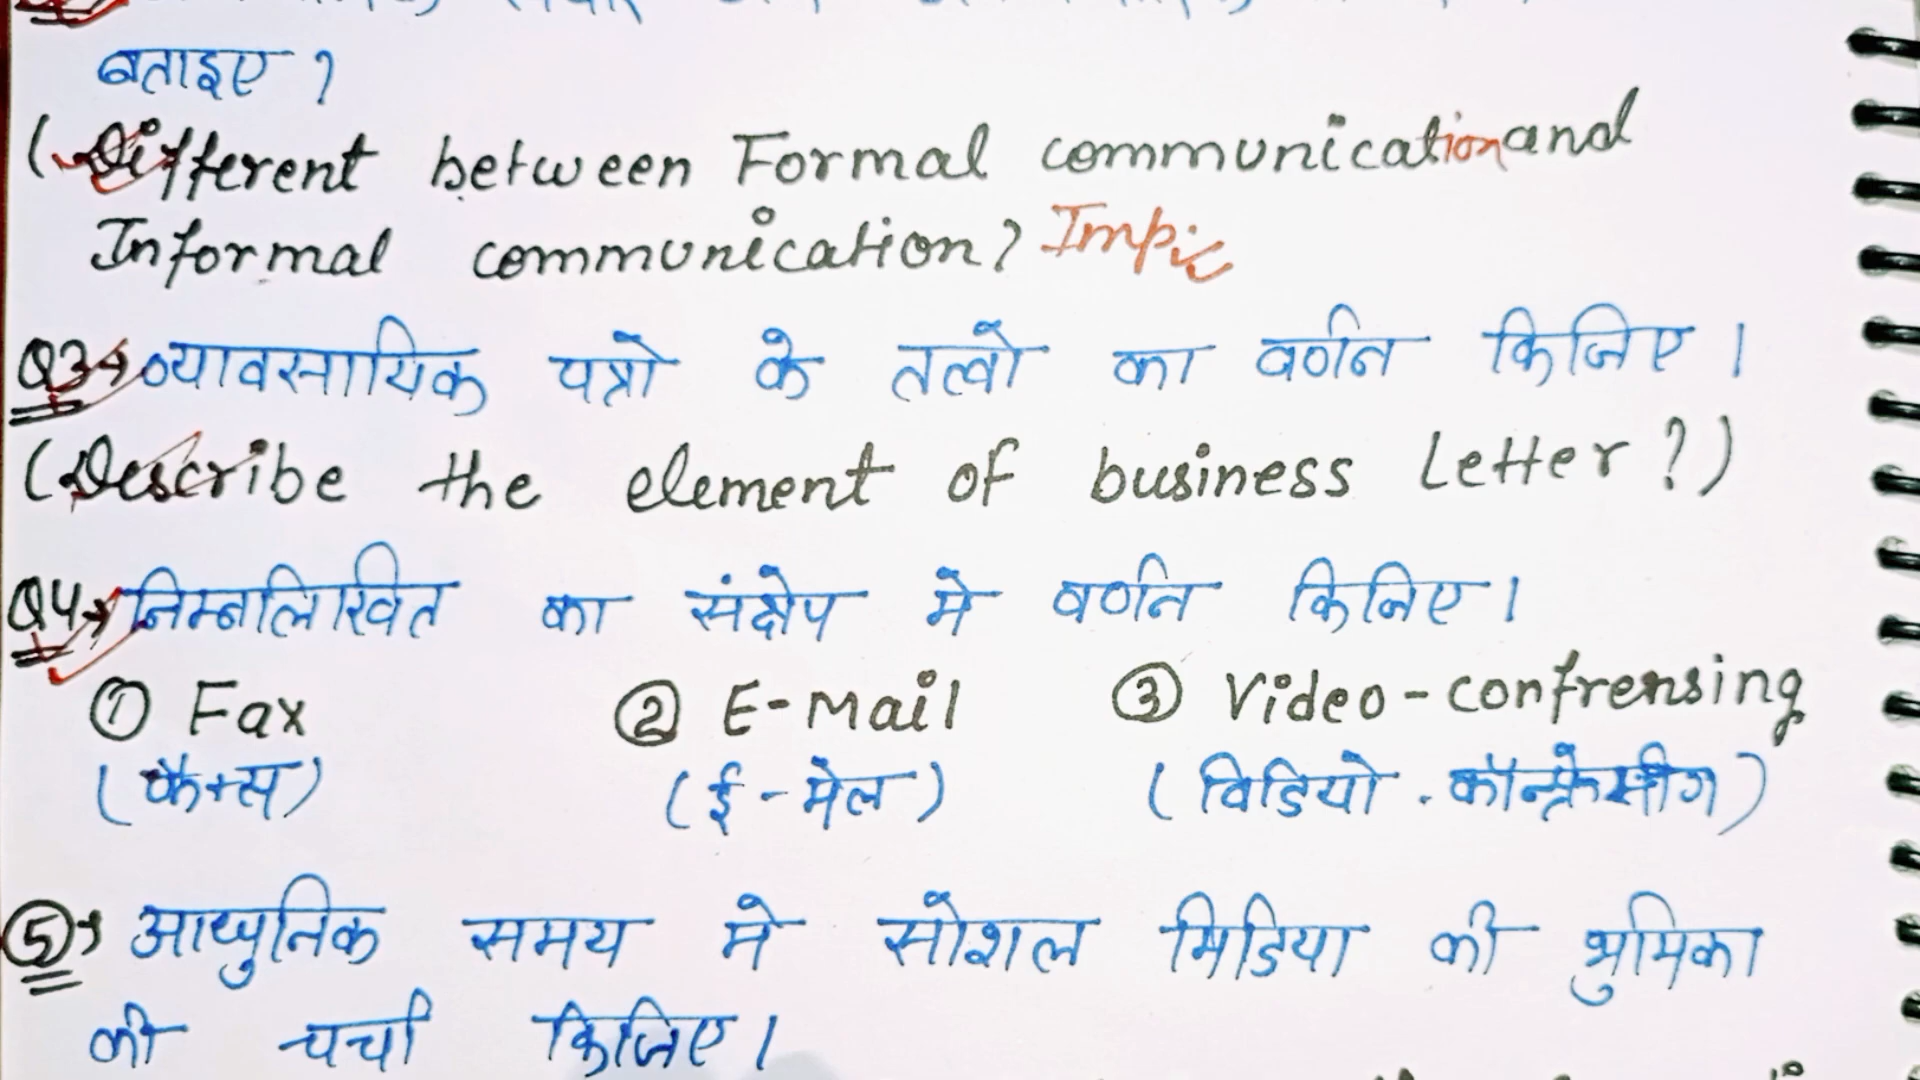 बताइए ?
(Different between Formal communication and
Informal communication? Imp
Q3→ व्यावसायिक पत्रो के तत्वो का वर्णन किजिए।
(Describe the element of business Letter?)
Q4→ निम्नलिखित का संक्षेप मे वर्णन किजिए।
① Fax ② E-Mail ③ Video-confrensing
(फैक्स) (ई-मेल) (विडियो-कॉन्फ्रेंसीग)
⑤→ आधुनिक समय मे सोशल मिडिया की भुमिका
की चर्चा किजिए।